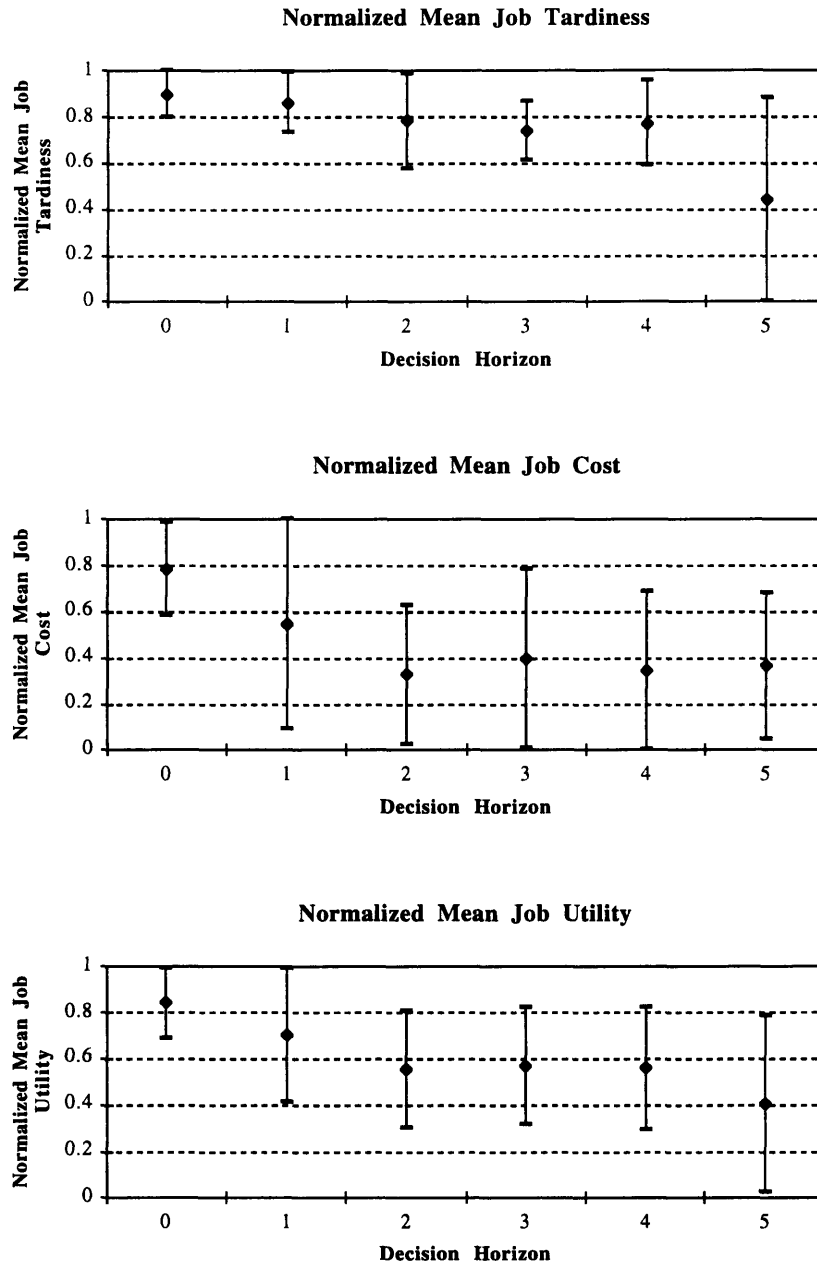 Normalized Mean Job Tardiness
Normalized Mean Job
Tardiness
1
0.8
0.6
0.4
0.2
0
0 1 2 3 4 5
Decision Horizon
Normalized Mean Job Cost
Normalized Mean Job
Cost
1
0.8
0.6
0.4
0.2
0
0 1 2 3 4 5
Decision Horizon
Normalized Mean Job Utility
Normalized Mean Job
Utility
1
0.8
0.6
0.4
0.2
0
0 1 2 3 4 5
Decision Horizon